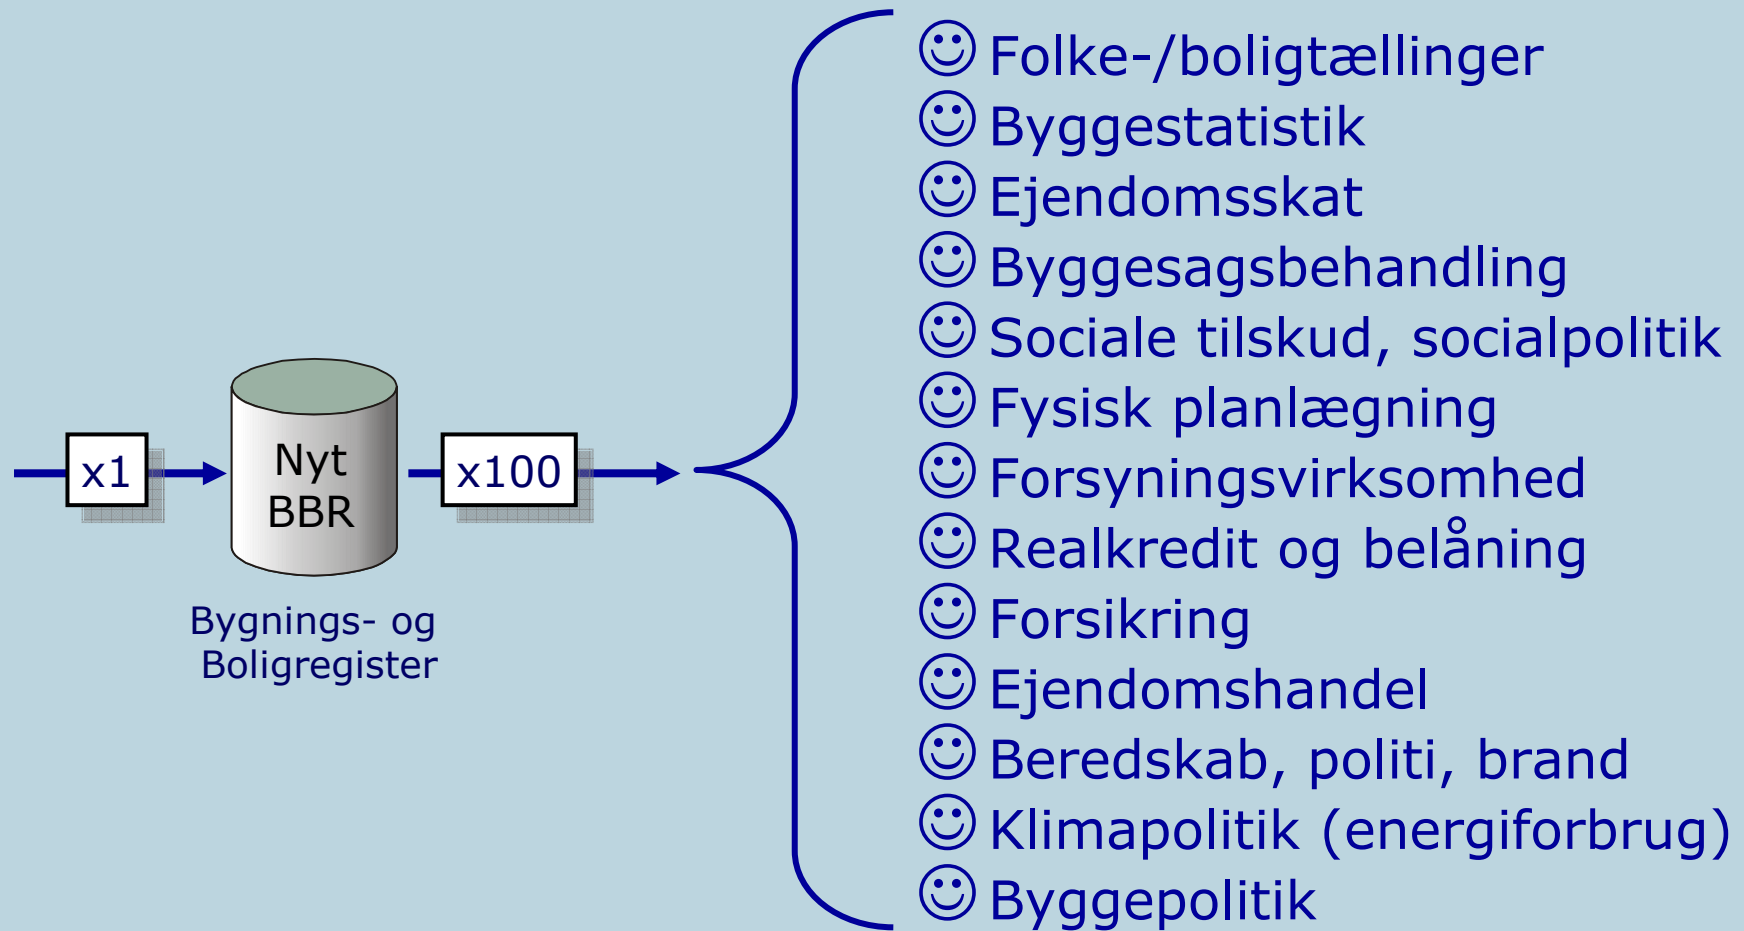 x1
Nyt
BBR
x100
Bygnings- og
Boligregister
Folke-/boligtællinger
Byggestatistik
Ejendomsskat
Byggesagsbehandling
Sociale tilskud, socialpolitik
Fysisk planlægning
Forsyningsvirksomhed
Realkredit og belåning
Forsikring
Ejendomshandel
Beredskab, politi, brand
Klimapolitik (energiforbrug)
Byggepolitik